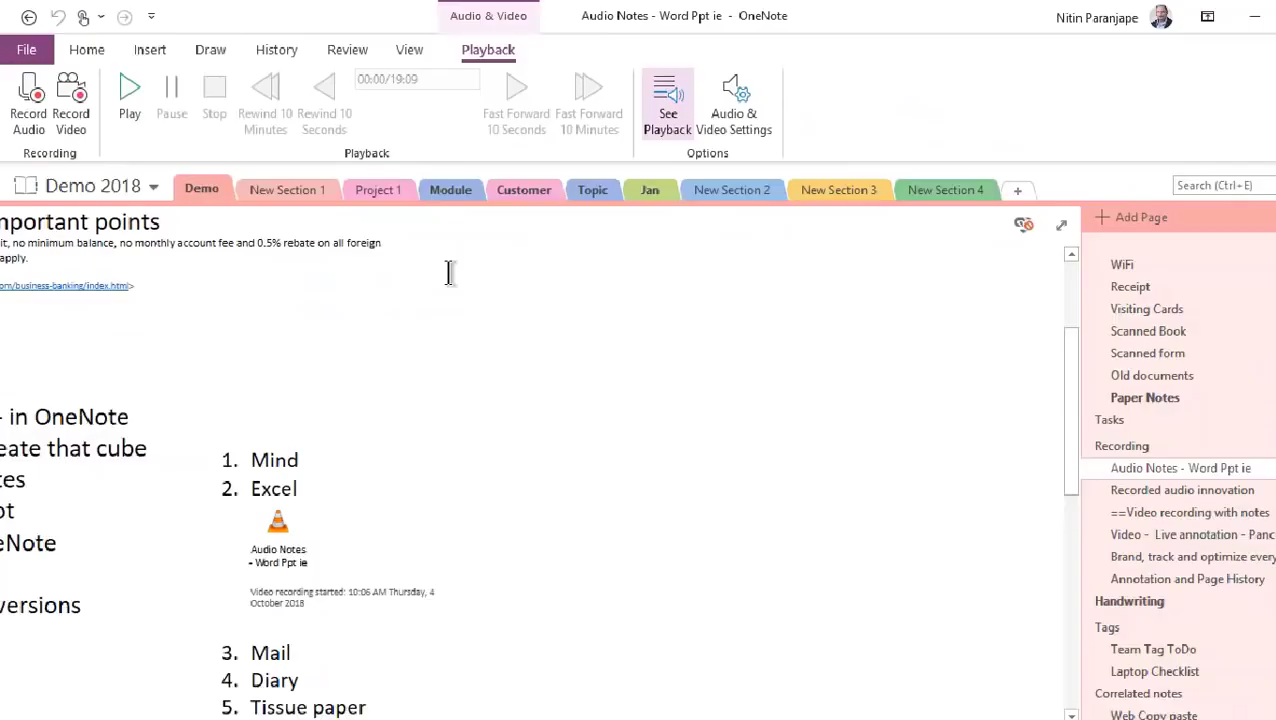 Audio & Video
Audio Notes - Word Ppt ie - OneNote
Nitin Paranjape
File
Home
Insert
Draw
History
Review
View
Playback
Record Audio
Record Video
Play
Pause
Stop
Rewind 10 Minutes
Rewind 10 Seconds
00:00/19:09
Fast Forward 10 Seconds
Fast Forward 10 Minutes
See Playback
Audio & Video Settings
Recording
Playback
Options
Demo 2018
Demo
New Section 1
Project 1
Module
Customer
Topic
Jan
New Section 2
New Section 3
New Section 4
Search (Ctrl+E)
mportant points
it, no minimum balance, no monthly account fee and 0.5% rebate on all foreign
apply.
om/business-banking/index.html>
- in OneNote
eate that cube
tes
ot
eNote
versions
1. Mind
2. Excel
Audio Notes
- Word Ppt ie
Video recording started: 10:06 AM Thursday, 4
October 2018
3. Mail
4. Diary
5. Tissue paper
Add Page
WiFi
Receipt
Visiting Cards
Scanned Book
Scanned form
Old documents
Paper Notes
Tasks
Recording
Audio Notes - Word Ppt ie
Recorded audio innovation
==Video recording with notes
Video - Live annotation - Panc
Brand, track and optimize every
Annotation and Page History
Handwriting
Tags
Team Tag ToDo
Laptop Checklist
Correlated notes
Web Copy paste